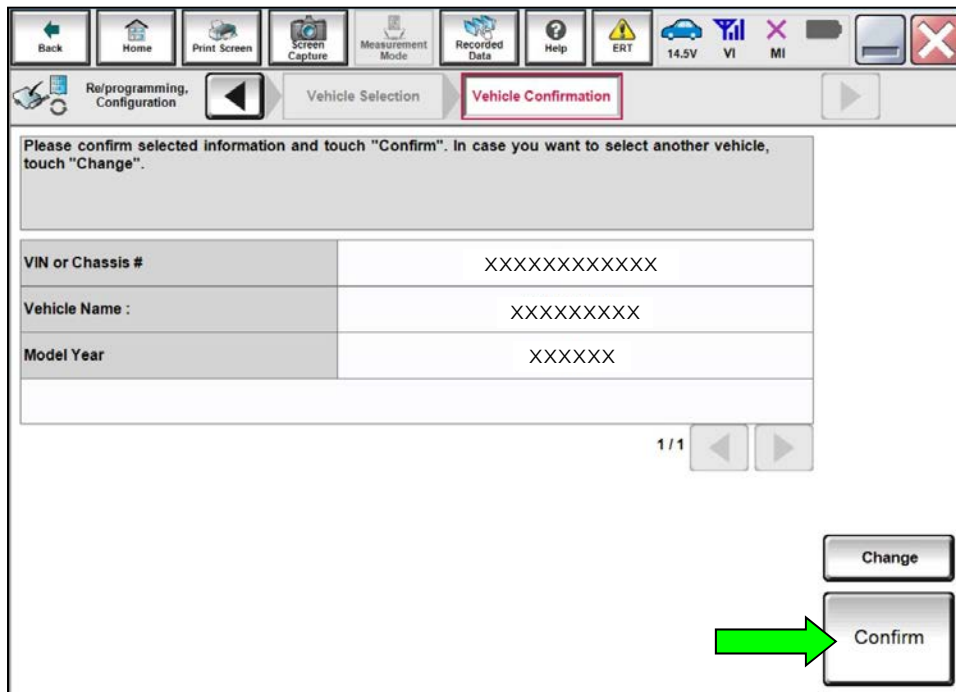 Back
Home
Print Screen
Screen
Capture
Measurement
Mode
Recorded
Data
Help
ERT
14.5V
VI
MI
Re/programming,
Configuration
Vehicle Selection
Vehicle Confirmation
Please confirm selected information and touch "Confirm". In case you want to select another vehicle,
touch "Change".
VIN or Chassis #
XXXXXXXXXXXX
Vehicle Name :
XXXXXXXXX
Model Year
XXXXXX
1/1
Change
Confirm